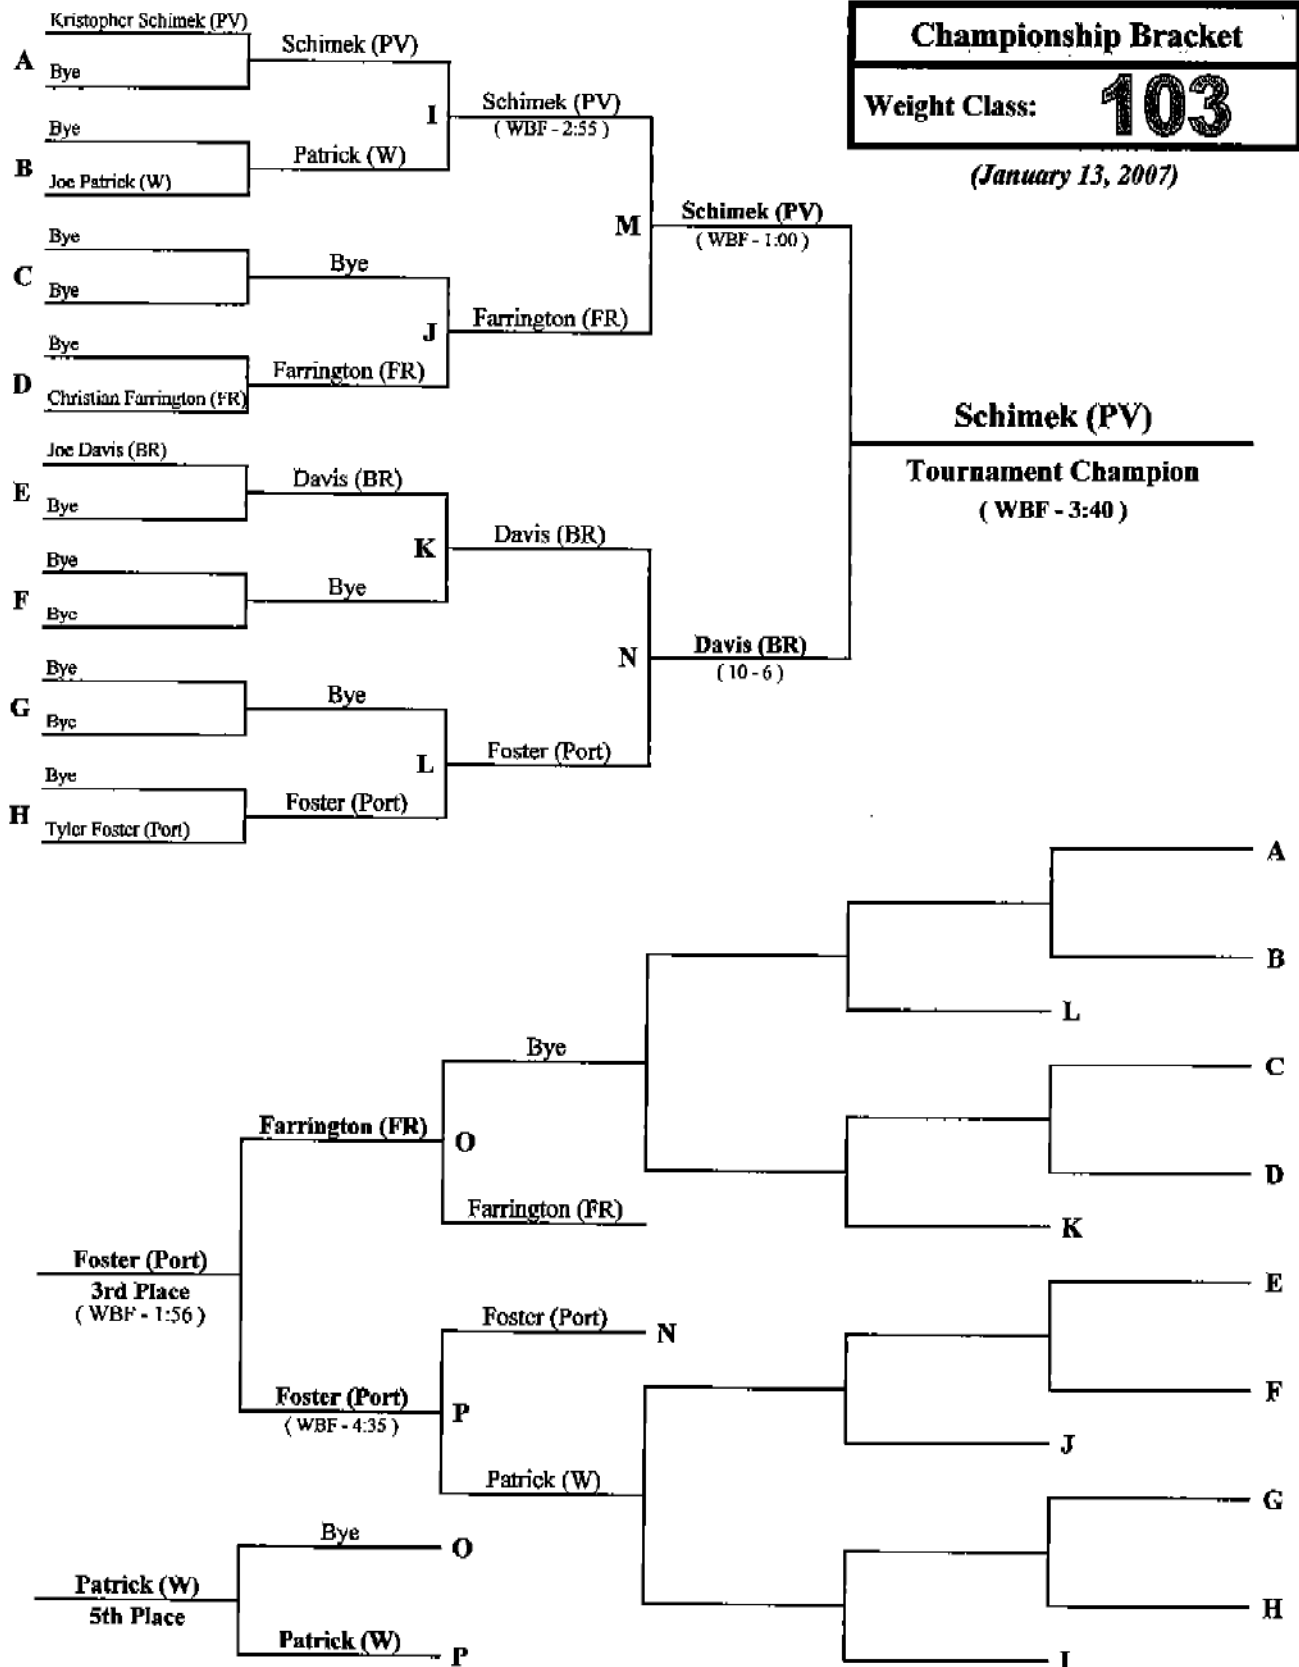 Championship Bracket
Weight Class: 103
(January 13, 2007)
Kristopher Schimek (PV)
A
Bye
Schimek (PV)
Bye
B
Joe Patrick (W)
Patrick (W)
I
Schimek (PV)
( WBF - 2:55 )
Bye
C
Bye
Bye
Bye
D
Christian Farrington (FR)
Farrington (FR)
J
Farrington (FR)
M
Schimek (PV)
( WBF - 1:00 )
Joe Davis (BR)
E
Bye
Davis (BR)
Bye
F
Bye
Bye
K
Davis (BR)
Bye
G
Bye
Bye
Bye
H
Tyler Foster (Port)
Foster (Port)
L
Foster (Port)
N
Davis (BR)
( 10 - 6 )
Schimek (PV)
Tournament Champion
( WBF - 3:40 )
A
B
L
C
D
K
Bye
Farrington (FR)
O
Farrington (FR)
Foster (Port)
3rd Place
( WBF - 1:56 )
E
F
J
G
H
I
Foster (Port)
N
Foster (Port)
( WBF - 4:35 )
P
Patrick (W)
Bye
O
Patrick (W)
5th Place
Patrick (W)
P